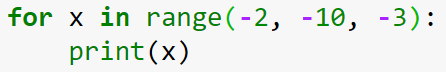 for x in range(-2, -10, -3):
    print(x)